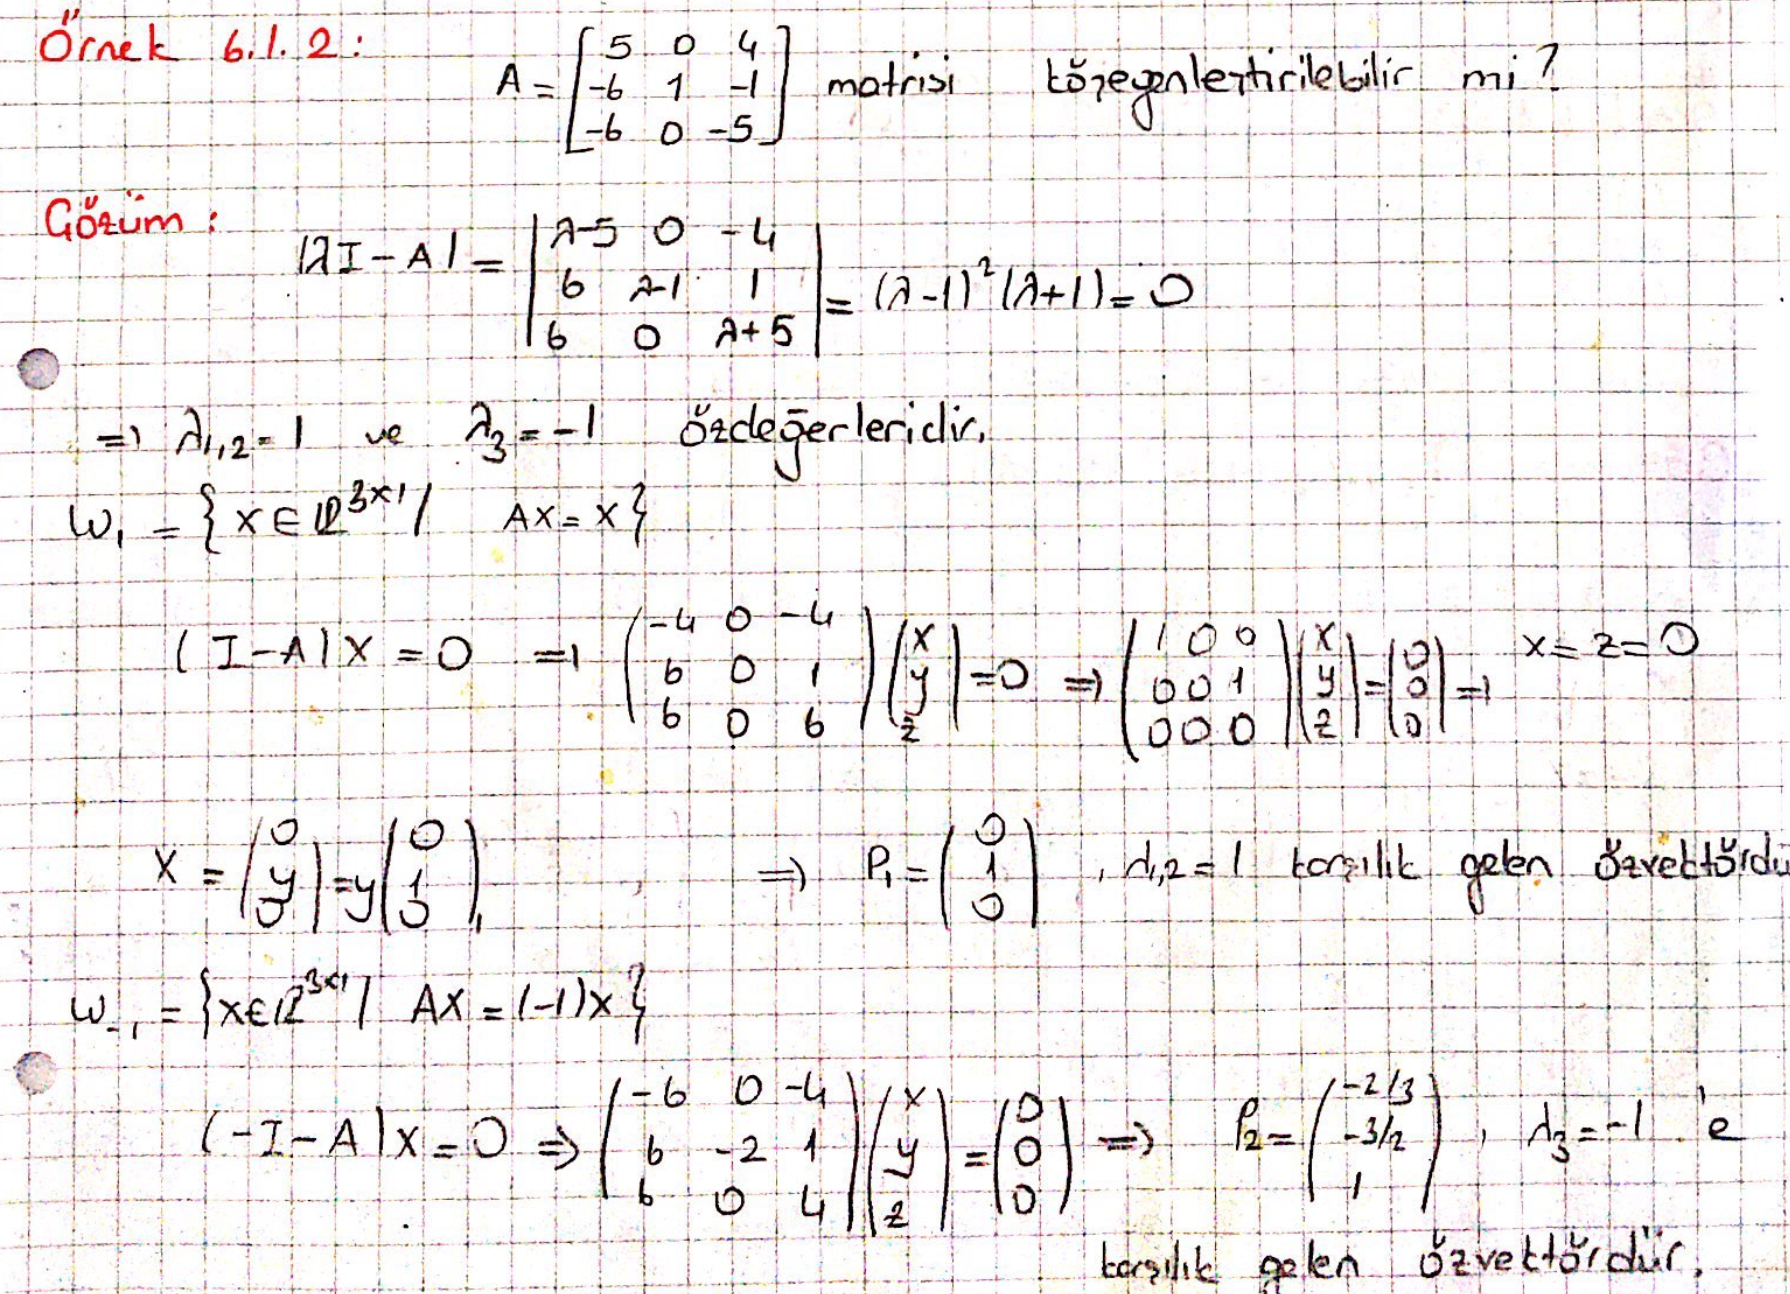 Örnek 6.1.2:
A = [5 0 4; -6 1 -1; -6 0 -5] matrisi köşegenleştirilebilir mi?
Çözüm:
|λI-A| = |λ-5 0 -4; 6 λ-1 1; 6 0 λ+5| = (λ-1)²(λ+1) = 0
=> λ1,2 = 1 ve λ3 = -1 özdeğerleridir.
W1 = {X ∈ ℝ^3×1 | AX = X}
(I-A)X = 0 => (-4 0 -4; 6 0 1; 6 0 6)(x; y; z) = 0 => (1 0 0; 0 0 1; 0 0 0)(x; y; z) = (0; 0; 0) => x = z = 0
X = (0; y; 0) = y(0; 1; 0), => P1 = (0; 1; 0), λ1,2 = 1 karşılık gelen özvektördü
W-1 = {X ∈ ℝ^3×1 | AX = (-1)X}
(-I-A)X = 0 => (-6 0 -4; 6 -2 1; 6 0 4)(x; y; z) = (0; 0; 0) => P2 = (-2/3; -3/2; 1), λ3 = -1 'e
karşılık gelen özvektördür.